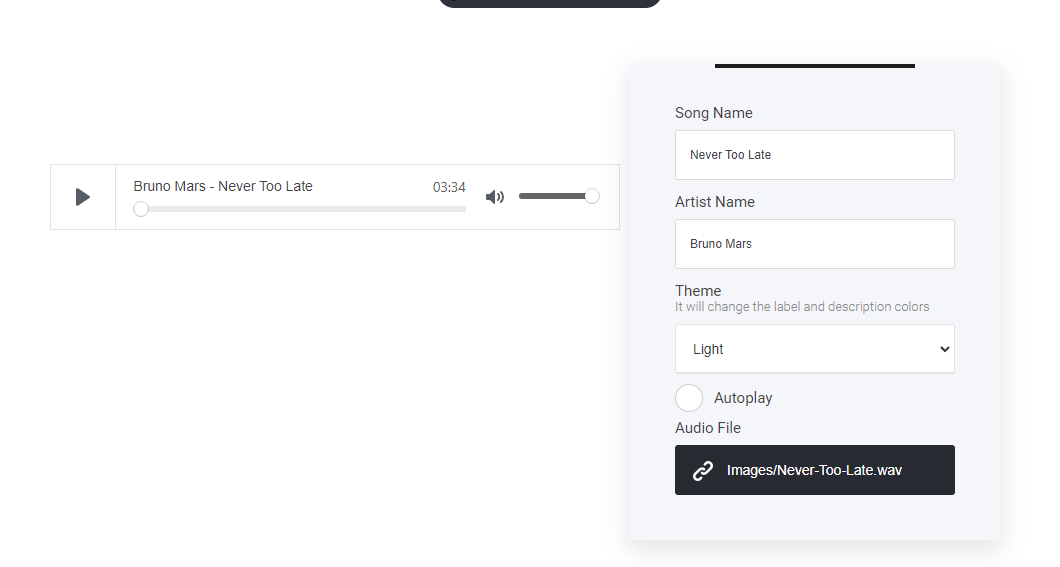 Bruno Mars - Never Too Late
03:34
Song Name
Never Too Late
Artist Name
Bruno Mars
Theme
It will change the label and description colors
Light
Autoplay
Audio File
Images/Never-Too-Late.wav